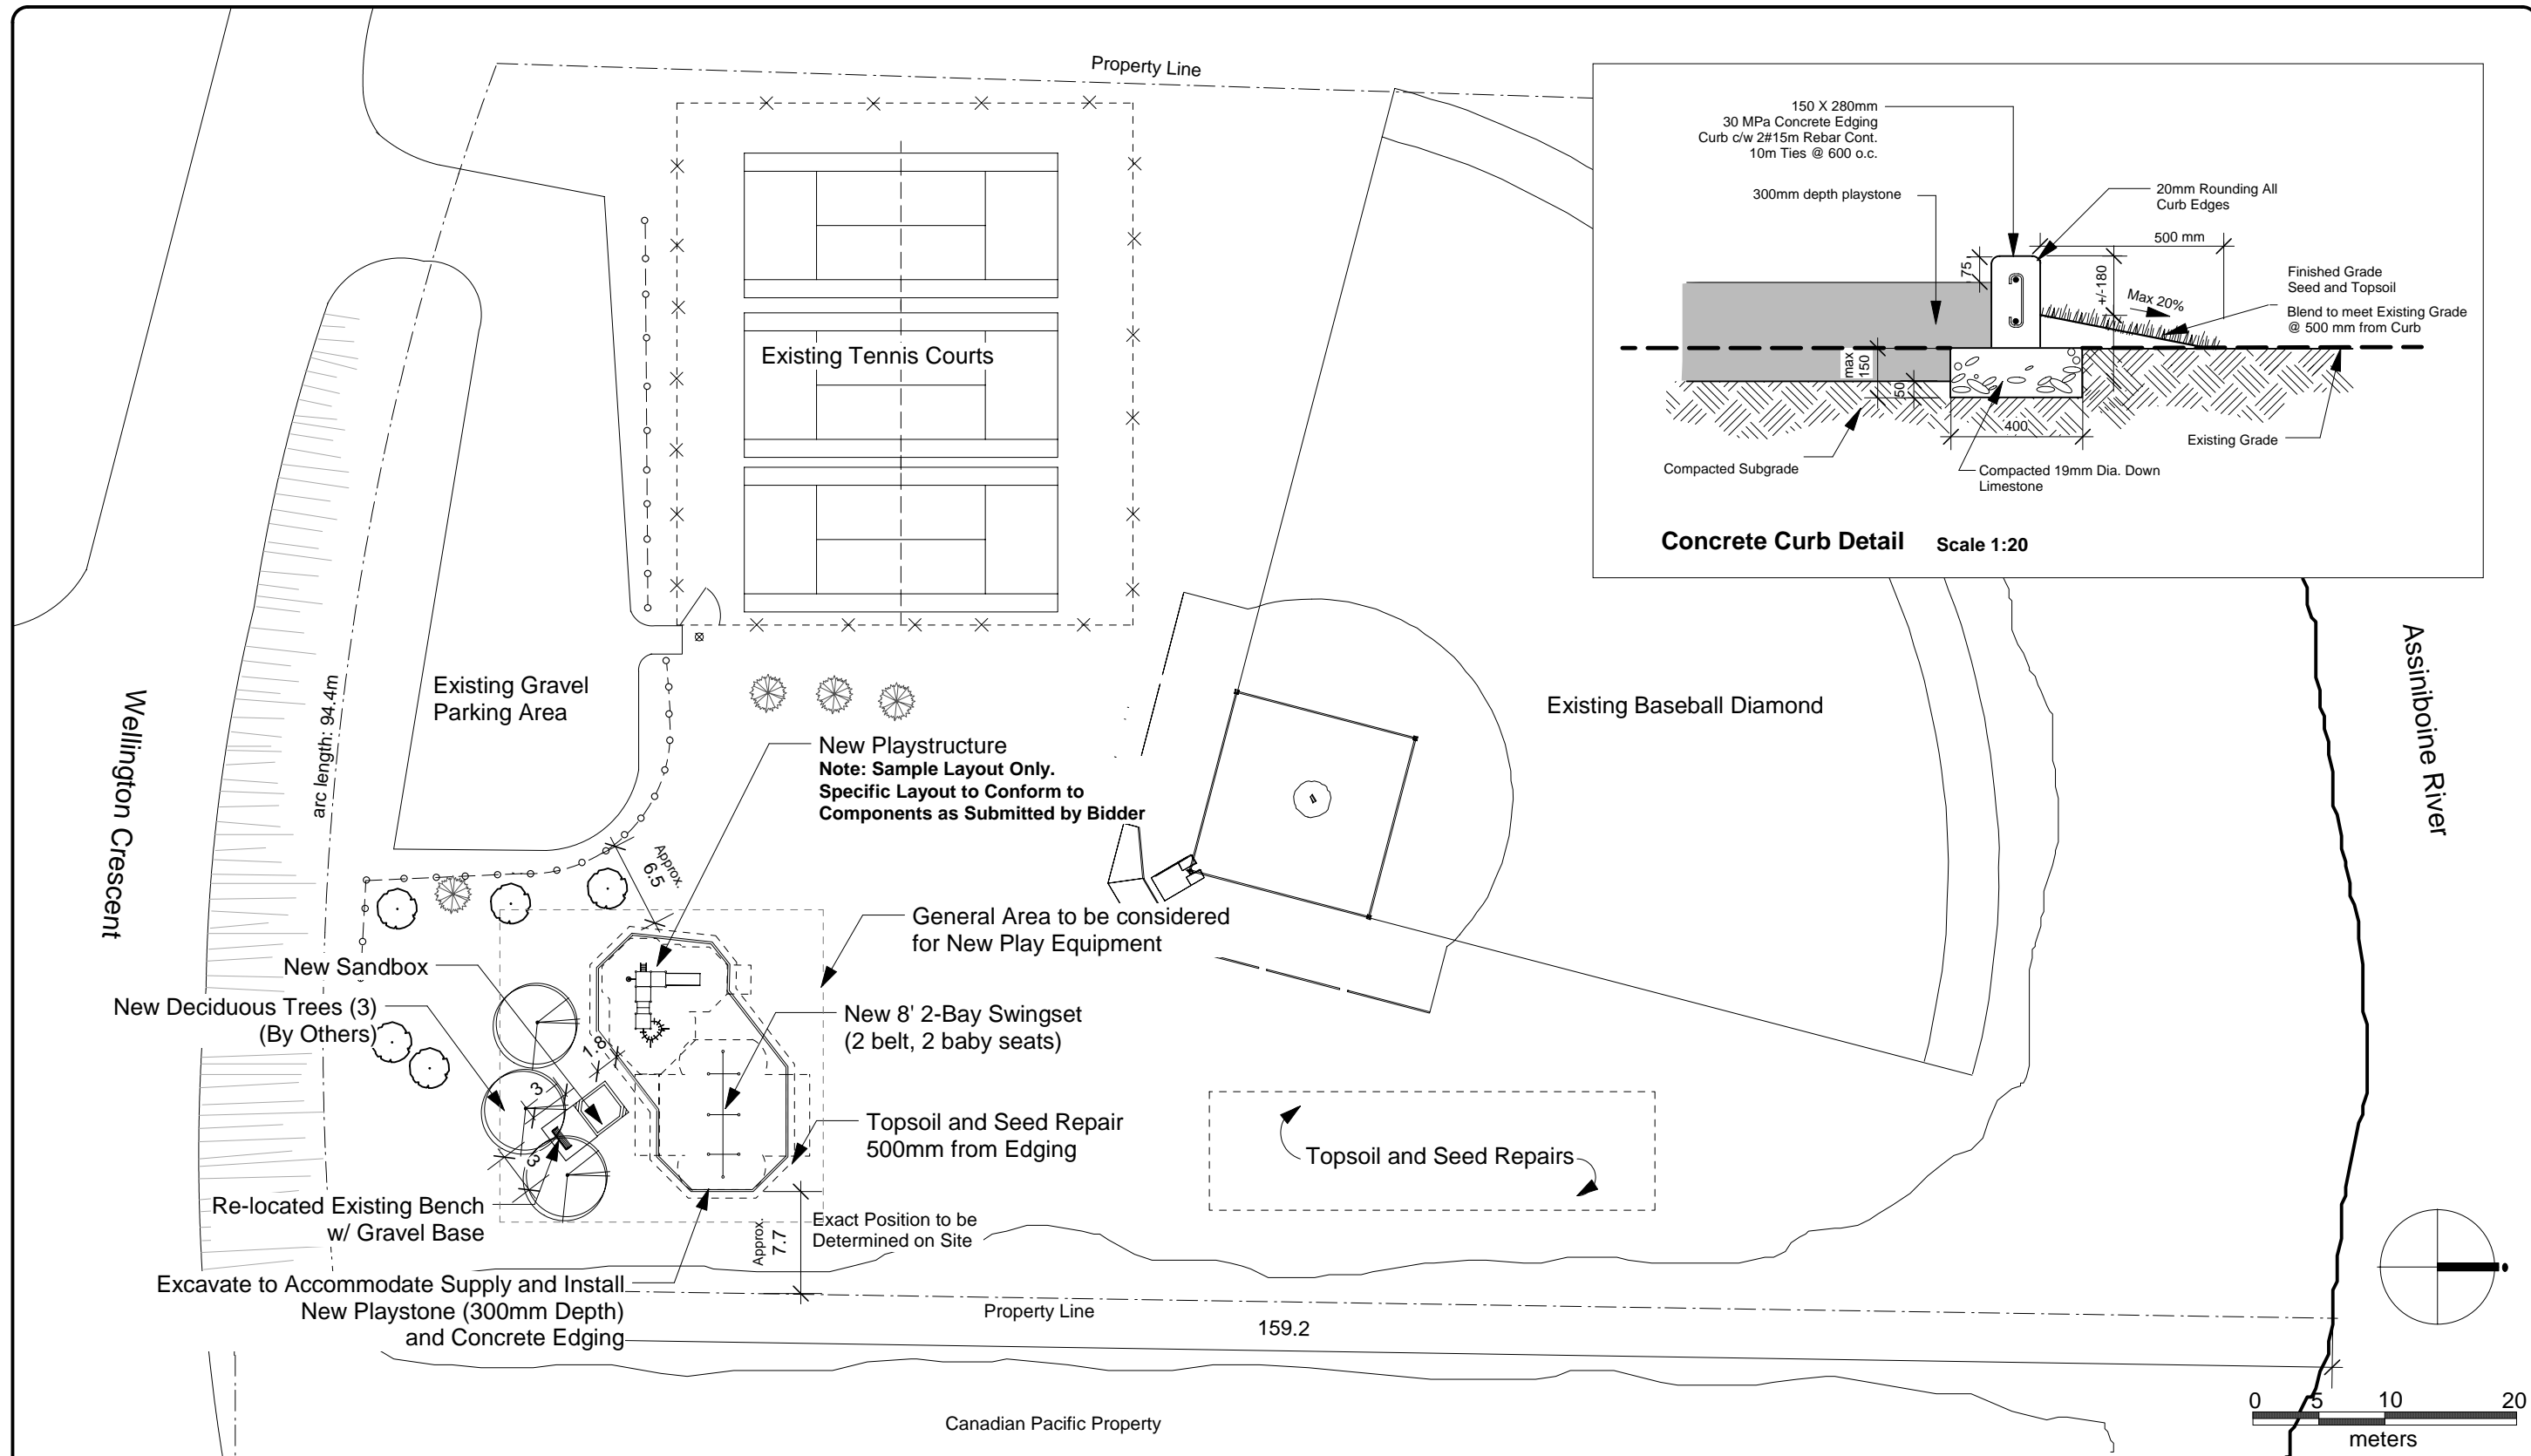 Property Line
150 X 280mm
30 MPa Concrete Edging
Curb c/w 2#15m Rebar Cont.
10m Ties @ 600 o.c.
300mm depth playstone
20mm Rounding All
Curb Edges
500 mm
75
+/-180
Max 20%
Finished Grade
Seed and Topsoil
Blend to meet Existing Grade
@ 500 mm from Curb
max
150
50
400
Existing Grade
Compacted Subgrade
Compacted 19mm Dia. Down
Limestone
Concrete Curb Detail Scale 1:20
Existing Tennis Courts
Wellington Crescent
arc length: 94.4m
Existing Gravel
Parking Area
New Playstructure
Note: Sample Layout Only.
Specific Layout to Conform to
Components as Submitted by Bidder
Existing Baseball Diamond
Assiniboine River
Approx.
6.5
General Area to be considered
for New Play Equipment
New Sandbox
New Deciduous Trees (3)
(By Others)
New 8' 2-Bay Swingset
(2 belt, 2 baby seats)
1.8
3
3
Topsoil and Seed Repair
500mm from Edging
Topsoil and Seed Repairs
Re-located Existing Bench
w/ Gravel Base
Approx.
7.7
Exact Position to be
Determined on Site
Excavate to Accommodate Supply and Install
New Playstone (300mm Depth)
and Concrete Edging
Property Line
159.2
Canadian Pacific Property
0 5 10 20
meters